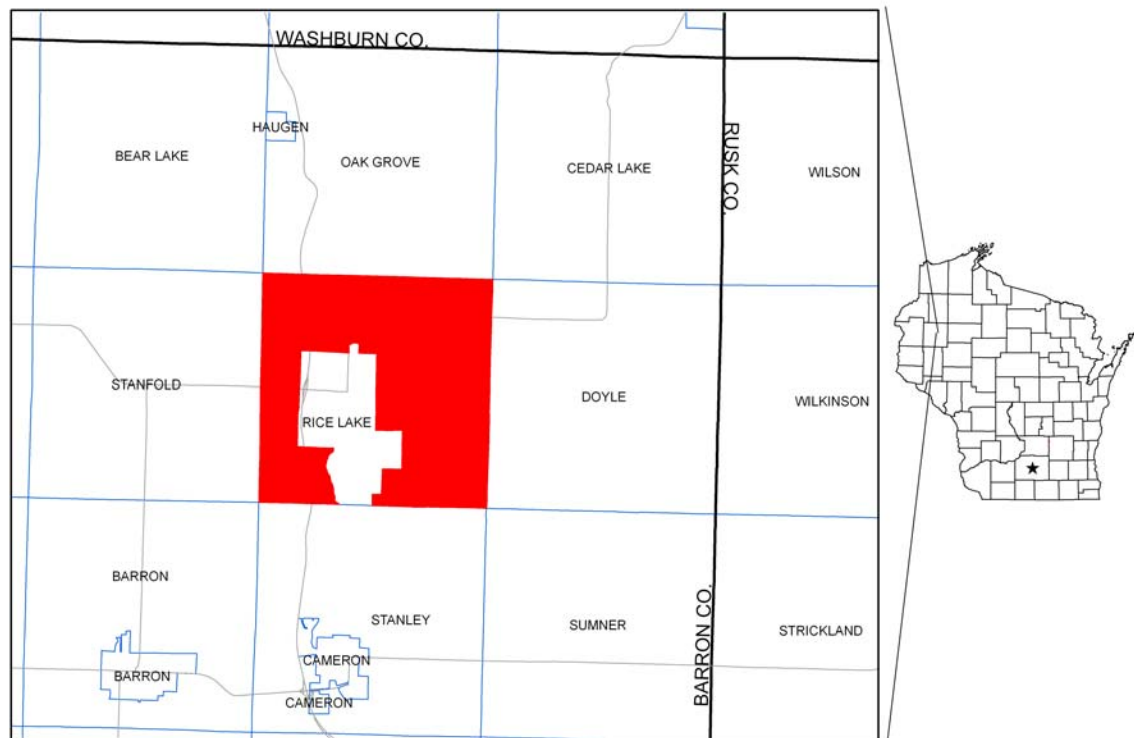 WASHBURN CO.
HAUGEN
BEAR LAKE
OAK GROVE
CEDAR LAKE
RUSK CO.
WILSON
STANFOLD
RICE LAKE
DOYLE
WILKINSON
BARRON
STANLEY
SUMNER
BARRON CO.
STRICKLAND
BARRON
CAMERON
CAMERON